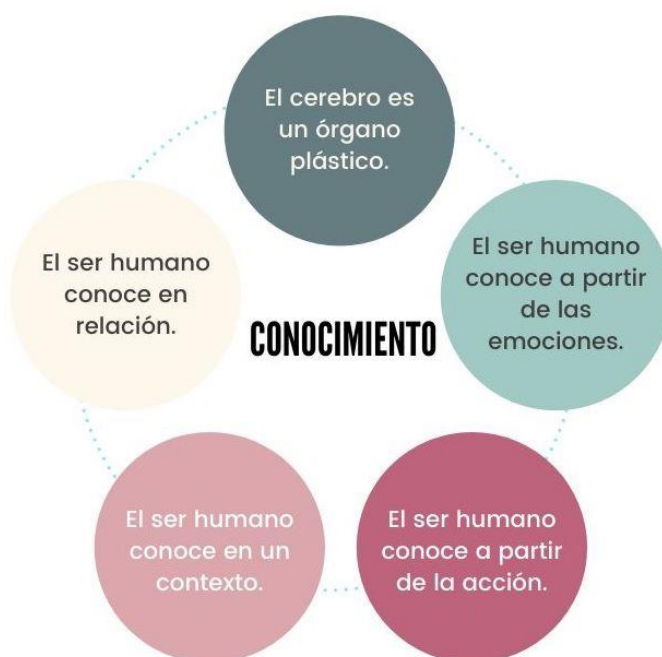 El cerebro es
un órgano
plástico.
El ser humano
conoce a partir
de las
emociones.
El ser humano
conoce a partir
de la acción.
El ser humano
conoce en un
contexto.
El ser humano
conoce en
relación.
CONOCIMIENTO